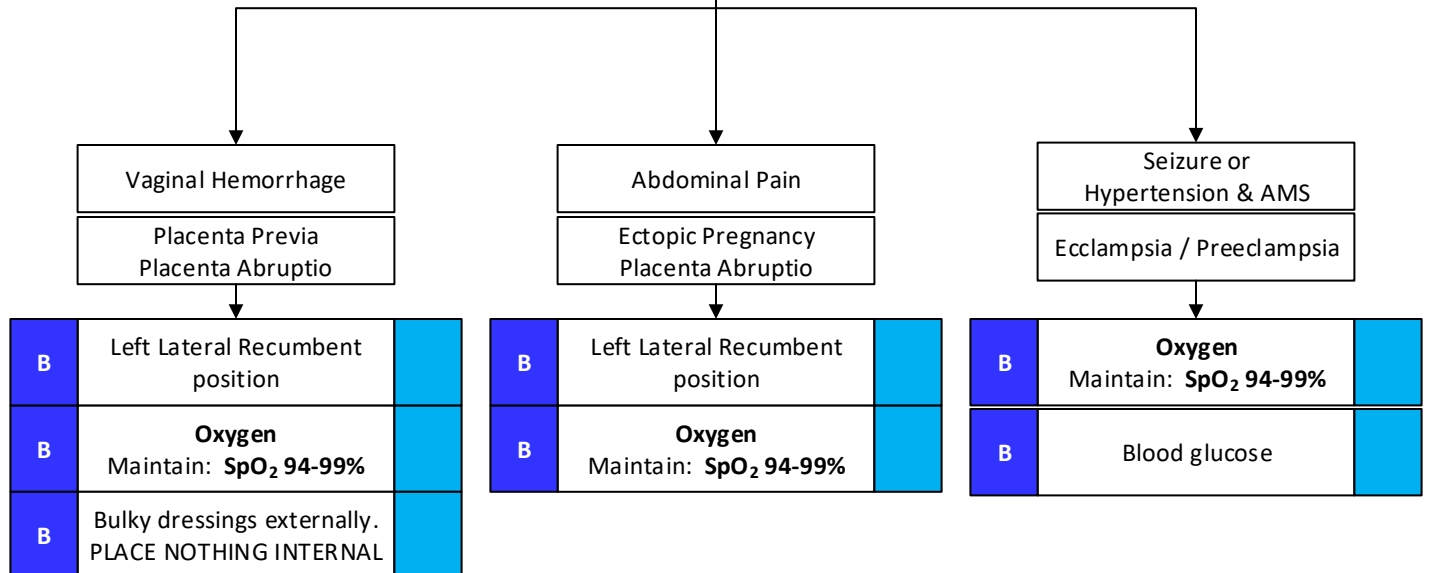 Vaginal Hemorrhage
Placenta Previa
Placenta Abruptio
B
Left Lateral Recumbent
position
B
Oxygen
Maintain: SpO₂ 94-99%
B
Bulky dressings externally.
PLACE NOTHING INTERNAL
Abdominal Pain
Ectopic Pregnancy
Placenta Abruptio
B
Left Lateral Recumbent
position
B
Oxygen
Maintain: SpO₂ 94-99%
Seizure or
Hypertension & AMS
Ecclampsia / Preeclampsia
B
Oxygen
Maintain: SpO₂ 94-99%
B
Blood glucose